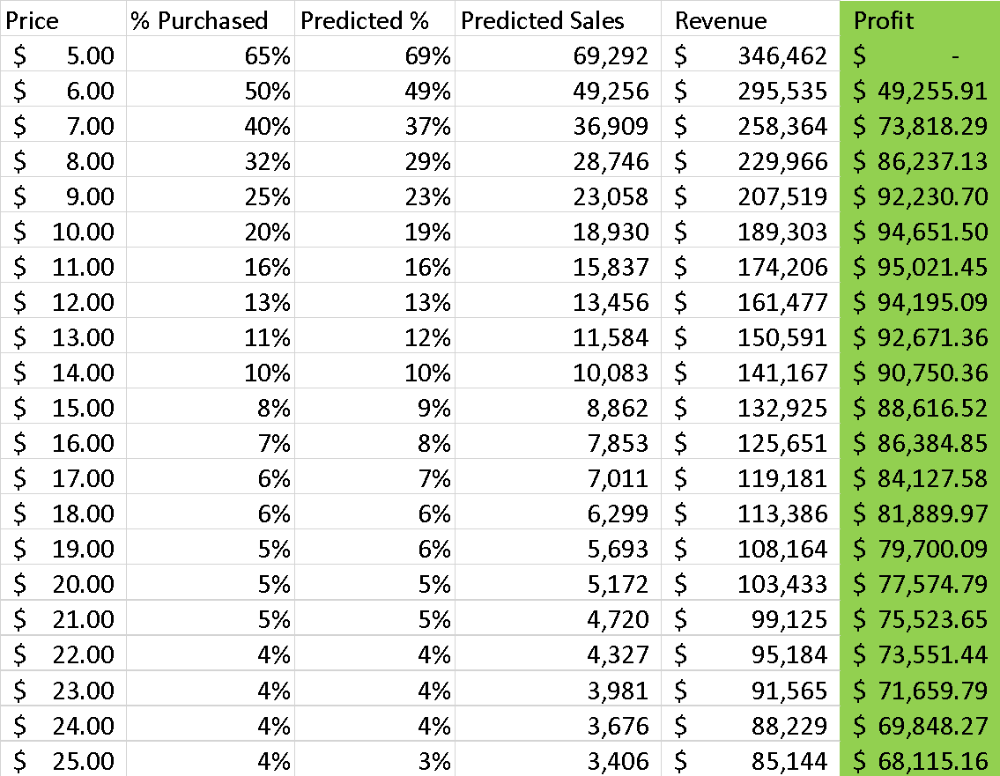 Price % Purchased Predicted % Predicted Sales Revenue Profit
$ 5.00 65% 69% 69,292 $ 346,462 $ -
$ 6.00 50% 49% 49,256 $ 295,535 $ 49,255.91
$ 7.00 40% 37% 36,909 $ 258,364 $ 73,818.29
$ 8.00 32% 29% 28,746 $ 229,966 $ 86,237.13
$ 9.00 25% 23% 23,058 $ 207,519 $ 92,230.70
$ 10.00 20% 19% 18,930 $ 189,303 $ 94,651.50
$ 11.00 16% 16% 15,837 $ 174,206 $ 95,021.45
$ 12.00 13% 13% 13,456 $ 161,477 $ 94,195.09
$ 13.00 11% 12% 11,584 $ 150,591 $ 92,671.36
$ 14.00 10% 10% 10,083 $ 141,167 $ 90,750.36
$ 15.00 8% 9% 8,862 $ 132,925 $ 88,616.52
$ 16.00 7% 8% 7,853 $ 125,651 $ 86,384.85
$ 17.00 6% 7% 7,011 $ 119,181 $ 84,127.58
$ 18.00 6% 6% 6,299 $ 113,386 $ 81,889.97
$ 19.00 5% 6% 5,693 $ 108,164 $ 79,700.09
$ 20.00 5% 5% 5,172 $ 103,433 $ 77,574.79
$ 21.00 5% 5% 4,720 $ 99,125 $ 75,523.65
$ 22.00 4% 4% 4,327 $ 95,184 $ 73,551.44
$ 23.00 4% 4% 3,981 $ 91,565 $ 71,659.79
$ 24.00 4% 4% 3,676 $ 88,229 $ 69,848.27
$ 25.00 4% 3% 3,406 $ 85,144 $ 68,115.16